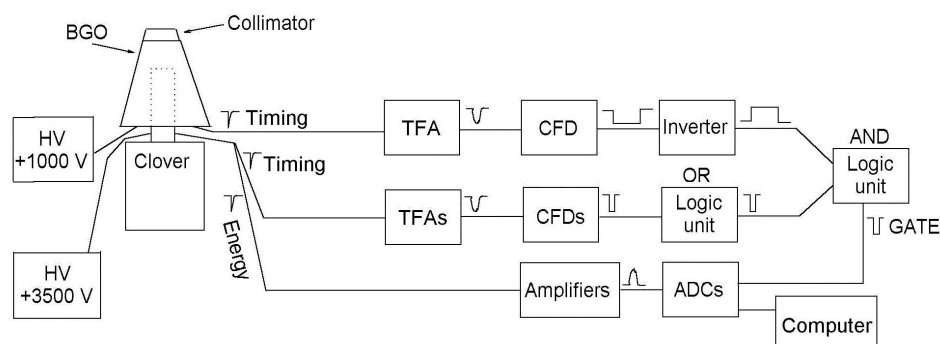 BGO
Collimator
HV
+1000 V
Clover
HV
+3500 V
Timing
TFA
CFD
Inverter
AND
Logic
unit
Timing
TFAs
CFDs
OR
Logic
unit
GATE
Energy
Amplifiers
ADCs
Computer